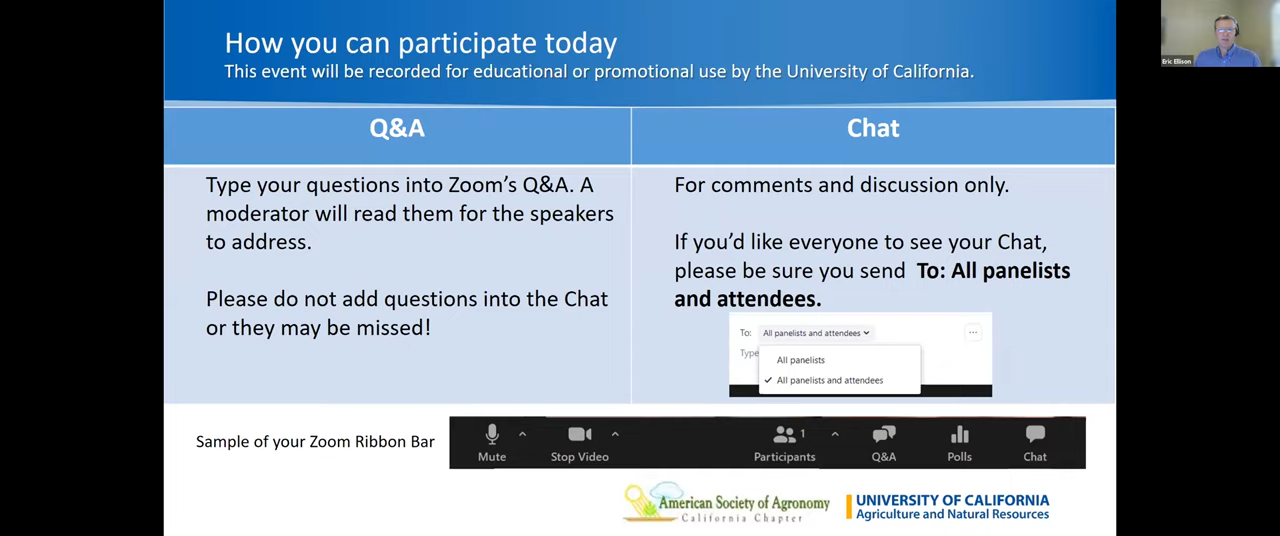 How you can participate today
This event will be recorded for educational or promotional use by the University of California.
Eric Ellison
Q&A
Type your questions into Zoom’s Q&A. A
moderator will read them for the speakers
to address.
Please do not add questions into the Chat
or they may be missed!
Chat
For comments and discussion only.
If you’d like everyone to see your Chat,
please be sure you send To: All panelists
and attendees.
To: All panelists and attendees
Type
All panelists
All panelists and attendees
Sample of your Zoom Ribbon Bar
Mute
Stop Video
1
Participants
Q&A
Polls
Chat
American Society of Agronomy
California Chapter
UNIVERSITY OF CALIFORNIA
Agriculture and Natural Resources